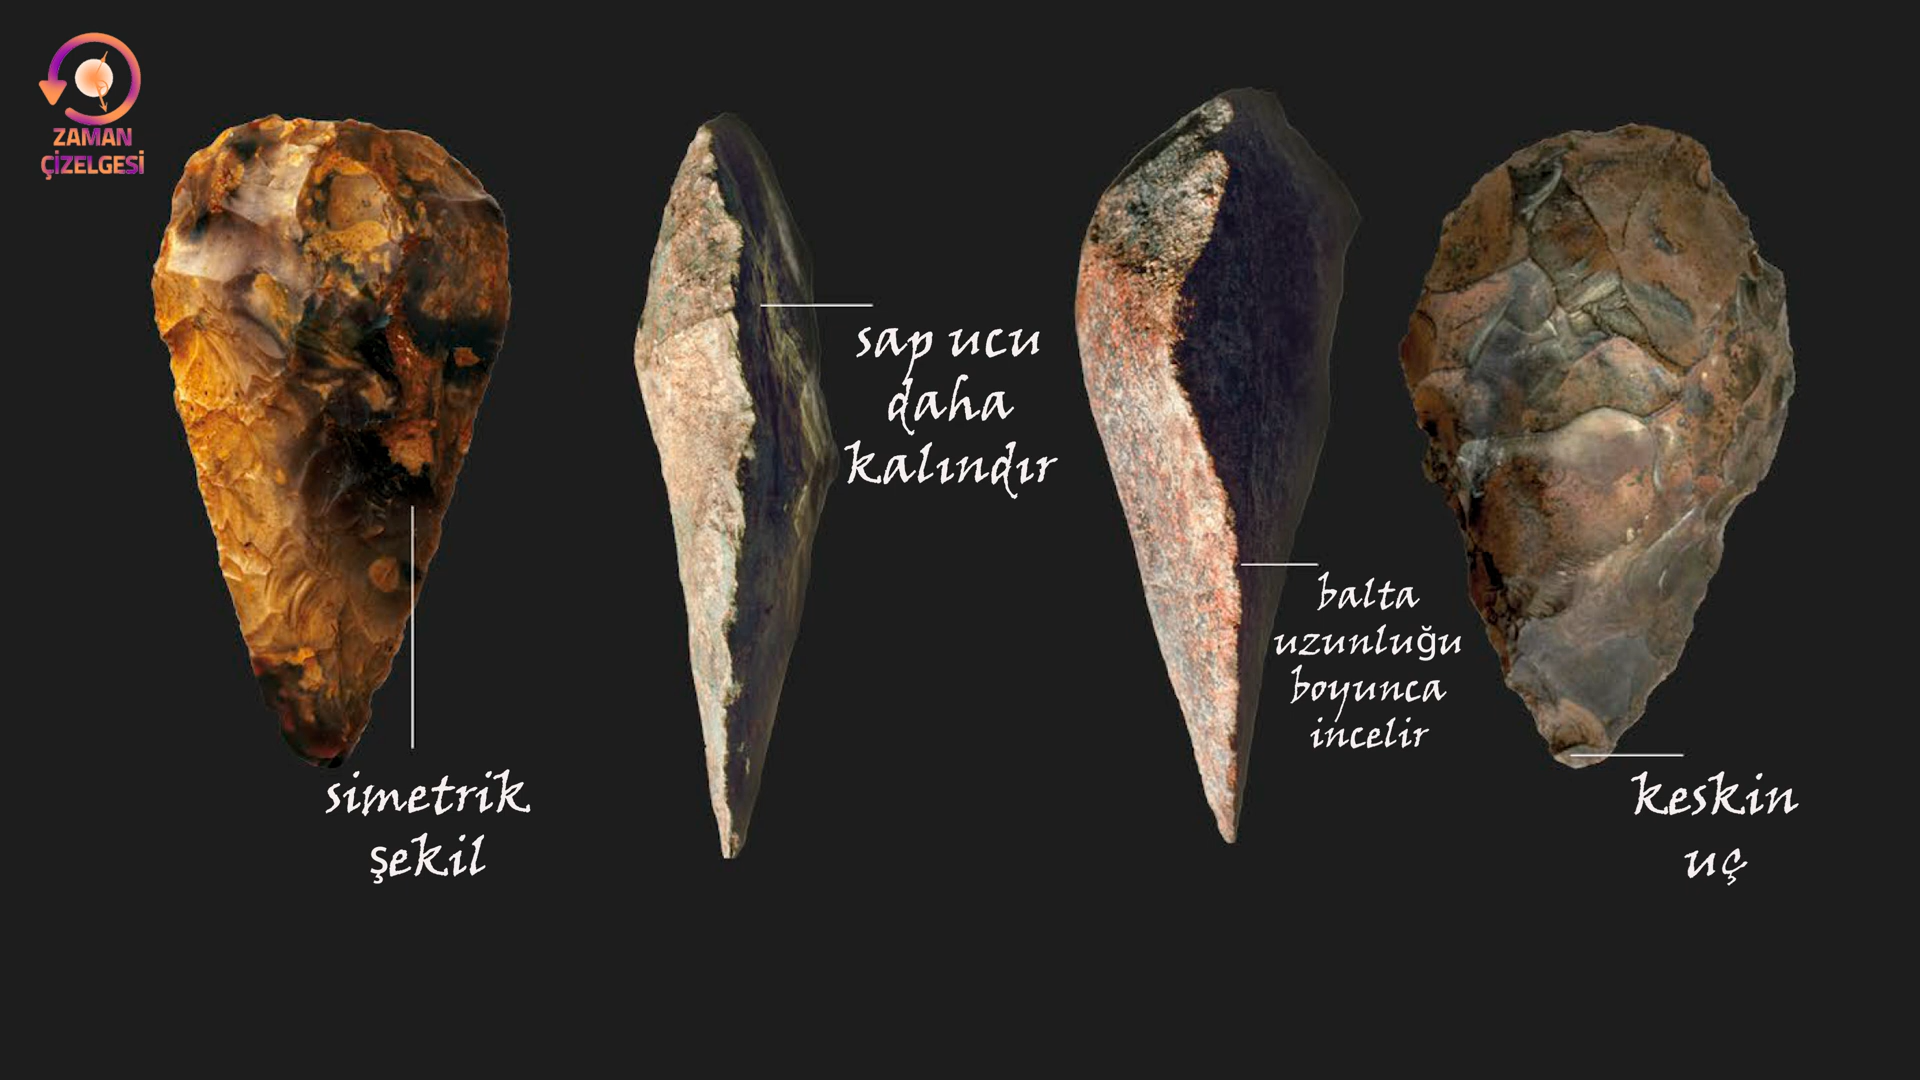 ZAMAN
ÇİZELGESİ
simetrik
şekil
sap ucu
daha
kalındır
balta
uzunluğu
boyunca
incelir
keskin
uç